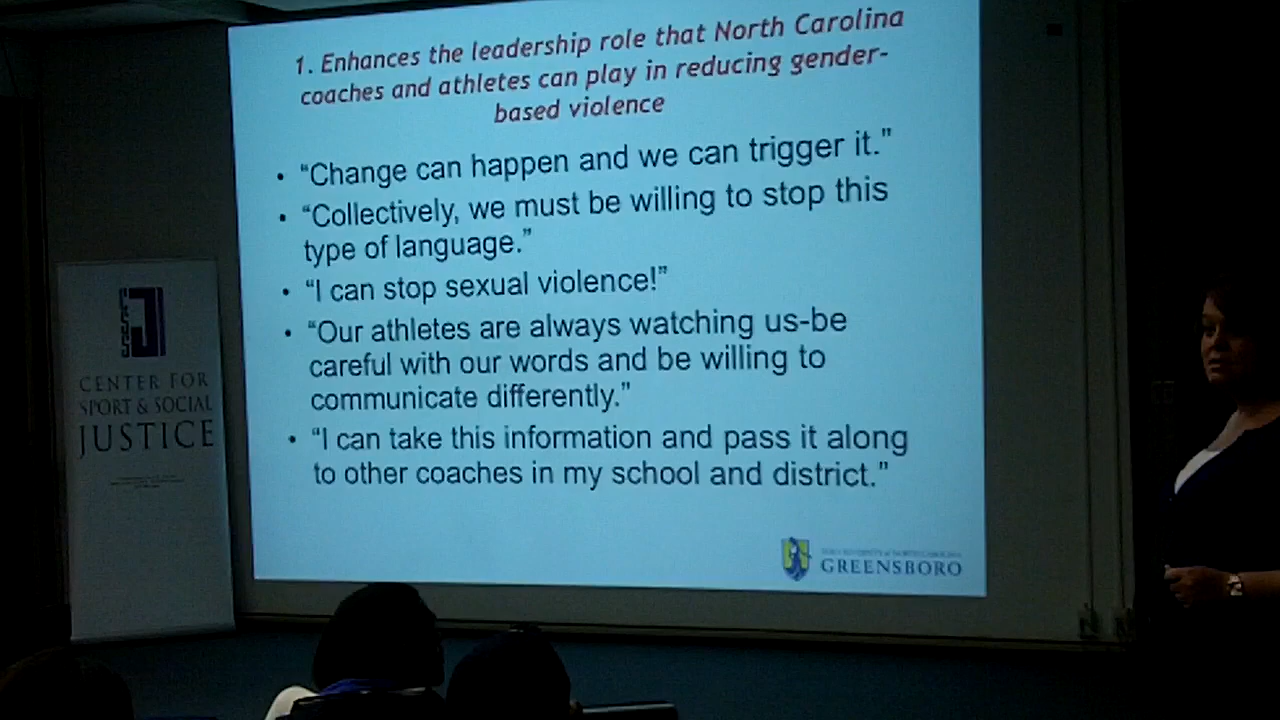 1. Enhances the leadership role that North Carolina
coaches and athletes can play in reducing gender-
based violence
• “Change can happen and we can trigger it.”
• “Collectively, we must be willing to stop this
type of language.”
• “I can stop sexual violence!”
• “Our athletes are always watching us-be
careful with our words and be willing to
communicate differently.”
• “I can take this information and pass it along
to other coaches in my school and district.”
GREENSBORO
CENTER FOR
SPORT & SOCIAL
JUSTICE